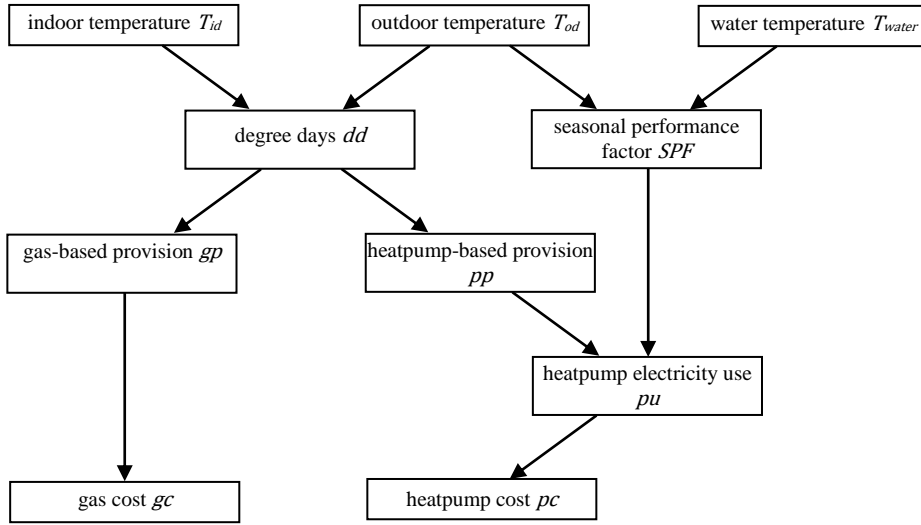 indoor temperature T_id
outdoor temperature T_od
water temperature T_water
degree days dd
seasonal performance
factor SPF
gas-based provision gp
heatpump-based provision
pp
heatpump electricity use
pu
gas cost gc
heatpump cost pc